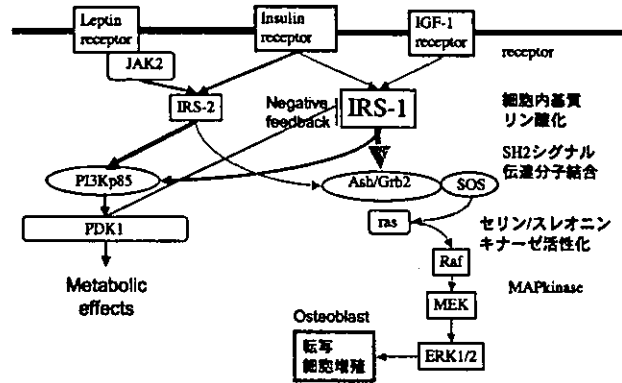 Leptin
receptor
Insulin
receptor
IGF-1
receptor
receptor
JAK2
IRS-2
Negative
feedback
IRS-1
細胞内基質
リン酸化
SH2シグナル
伝達分子結合
PI3Kp85
Ash/Grb2
SOS
PDK1
ras
セリン/スレオニン
キナーゼ活性化
Metabolic
effects
Raf
MAPkinase
MEK
Osteoblast
転写
細胞増殖
ERK1/2